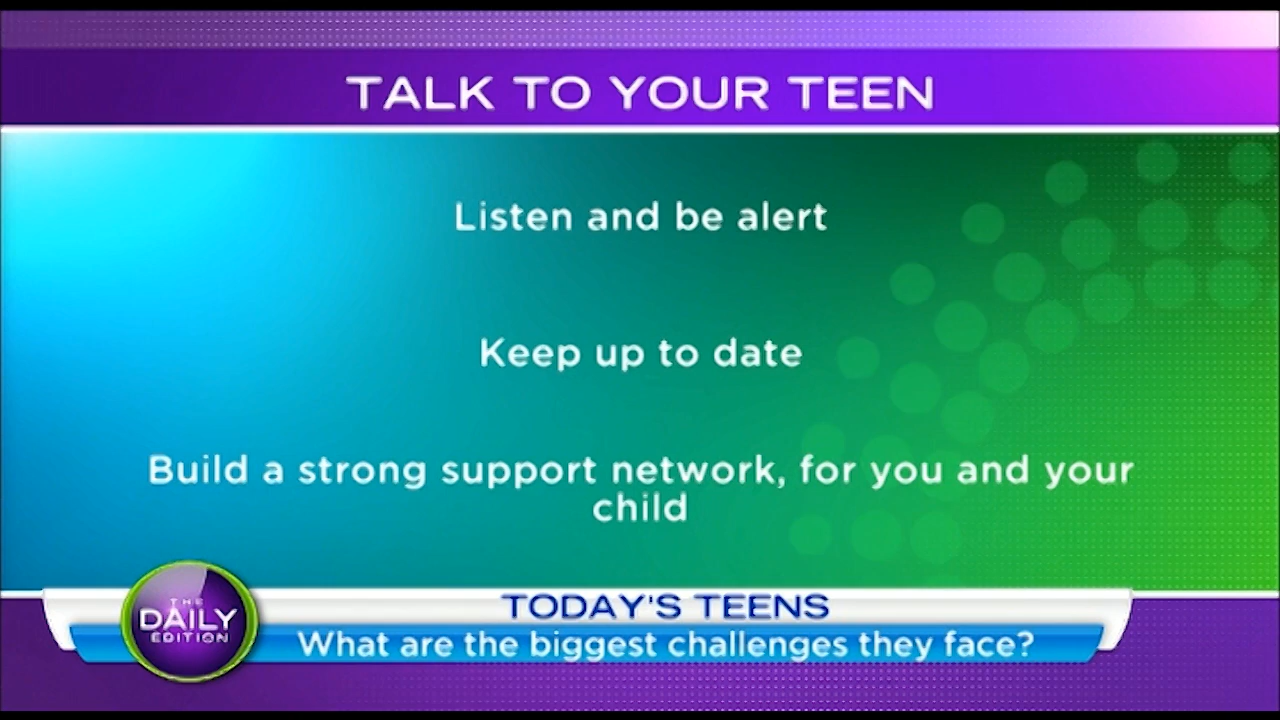 TALK TO YOUR TEEN
Listen and be alert
Keep up to date
Build a strong support network, for you and your
child
TODAY'S TEENS
THE
DAILY
EDITION
What are the biggest challenges they face?